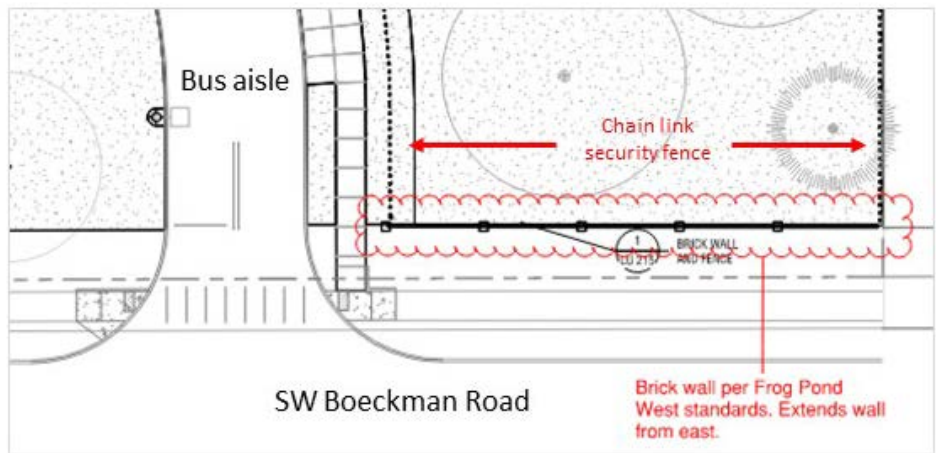 Bus aisle
Chain link
security fence
1
LU 215
BRICK WALL
AND FENCE
SW Boeckman Road
Brick wall per Frog Pond
West standards. Extends wall
from east.